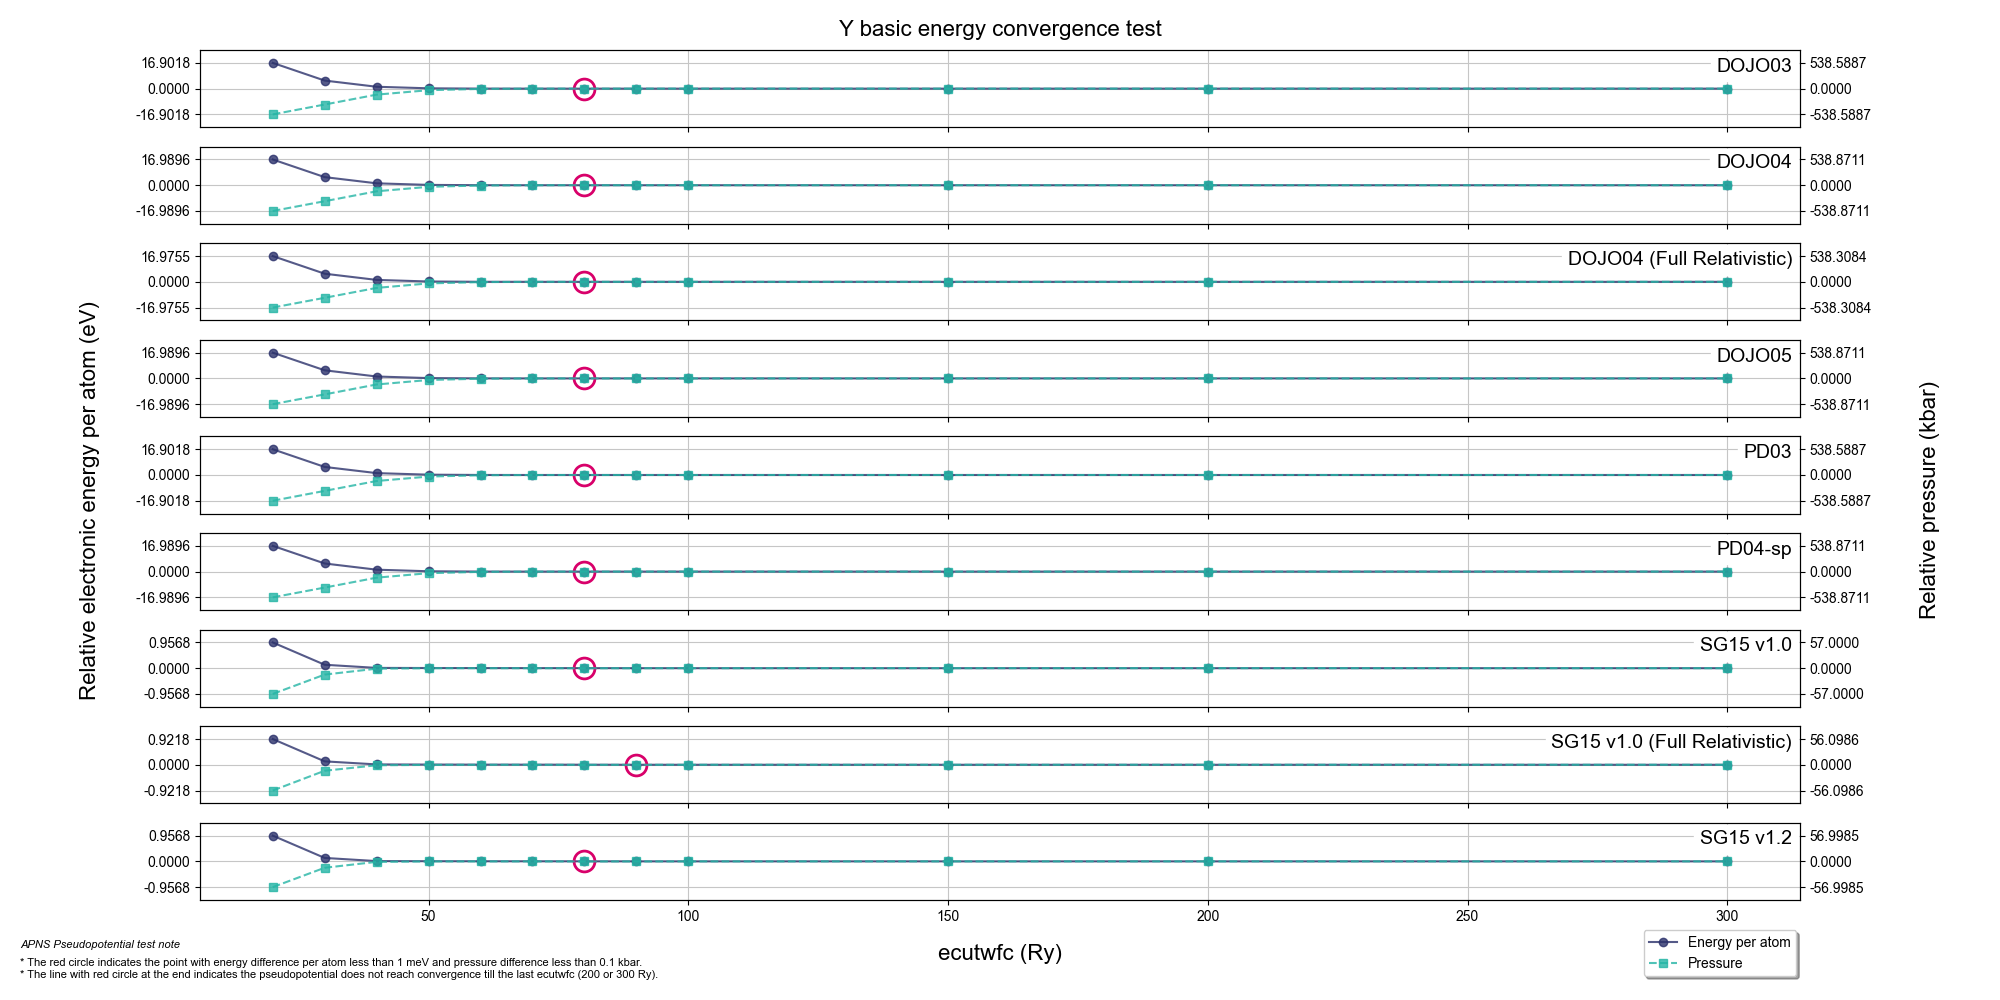 Y basic energy convergence test
16.9018
0.0000
-16.9018
DOJO03
538.5887
0.0000
-538.5887
16.9896
0.0000
-16.9896
DOJO04
538.8711
0.0000
-538.8711
16.9755
0.0000
-16.9755
DOJO04 (Full Relativistic)
538.3084
0.0000
-538.3084
16.9896
0.0000
-16.9896
DOJO05
538.8711
0.0000
-538.8711
16.9018
0.0000
-16.9018
PD03
538.5887
0.0000
-538.5887
16.9896
0.0000
-16.9896
PD04-sp
538.8711
0.0000
-538.8711
0.9568
0.0000
-0.9568
SG15 v1.0
57.0000
0.0000
-57.0000
0.9218
0.0000
-0.9218
SG15 v1.0 (Full Relativistic)
56.0986
0.0000
-56.0986
0.9568
0.0000
-0.9568
SG15 v1.2
56.9985
0.0000
-56.9985
Relative electronic energy per atom (eV)
Relative pressure (kbar)
50 100 150 200 250 300
ecutwfc (Ry)
Energy per atom
Pressure
APNS Pseudopotential test note
* The red circle indicates the point with energy difference per atom less than 1 meV and pressure difference less than 0.1 kbar.
* The line with red circle at the end indicates the pseudopotential does not reach convergence till the last ecutwfc (200 or 300 Ry).